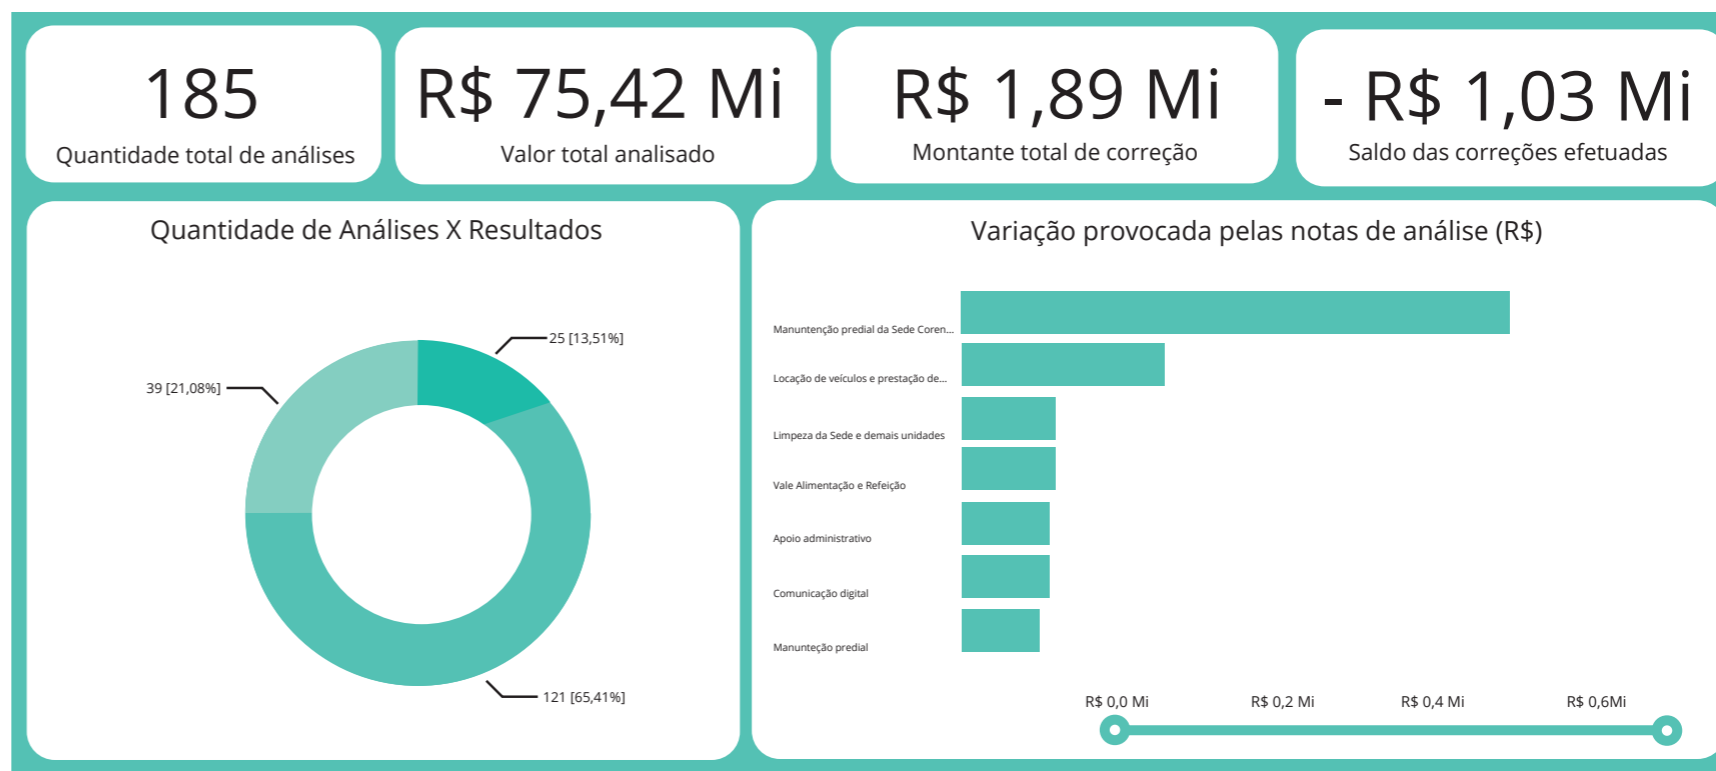 185
Quantidade total de análises
R$ 75,42 Mi
Valor total analisado
R$ 1,89 Mi
Montante total de correção
- R$ 1,03 Mi
Saldo das correções efetuadas
Quantidade de Análises X Resultados
25 [13,51%]
39 [21,08%]
121 [65,41%]
Variação provocada pelas notas de análise (R$)
Manuntenção predial da Sede Coren...
Locação de veículos e prestação de...
Limpeza da Sede e demais unidades
Vale Alimentação e Refeição
Apoio administrativo
Comunicação digital
Manunteção predial
R$ 0,0 Mi R$ 0,2 Mi R$ 0,4 Mi R$ 0,6Mi